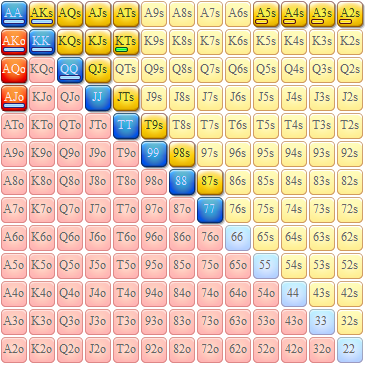 AA AKs AQs AJs ATs A9s A8s A7s A6s A5s A4s A3s A2s
AKo KK KQs KJs KTs K9s K8s K7s K6s K5s K4s K3s K2s
AQo KQo QQ QJs QTs Q9s Q8s Q7s Q6s Q5s Q4s Q3s Q2s
AJo KJo QJo JJ JTs J9s J8s J7s J6s J5s J4s J3s J2s
ATo KTo QTo JTo TT T9s T8s T7s T6s T5s T4s T3s T2s
A9o K9o Q9o J9o T9o 99 98s 97s 96s 95s 94s 93s 92s
A8o K8o Q8o J8o T8o 98o 88 87s 86s 85s 84s 83s 82s
A7o K7o Q7o J7o T7o 97o 87o 77 76s 75s 74s 73s 72s
A6o K6o Q6o J6o T6o 96o 86o 76o 66 65s 64s 63s 62s
A5o K5o Q5o J5o T5o 95o 85o 75o 65o 55 54s 53s 52s
A4o K4o Q4o J4o T4o 94o 84o 74o 64o 54o 44 43s 42s
A3o K3o Q3o J3o T3o 93o 83o 73o 63o 53o 43o 33 32s
A2o K2o Q2o J2o T2o 92o 82o 72o 62o 52o 42o 32o 22